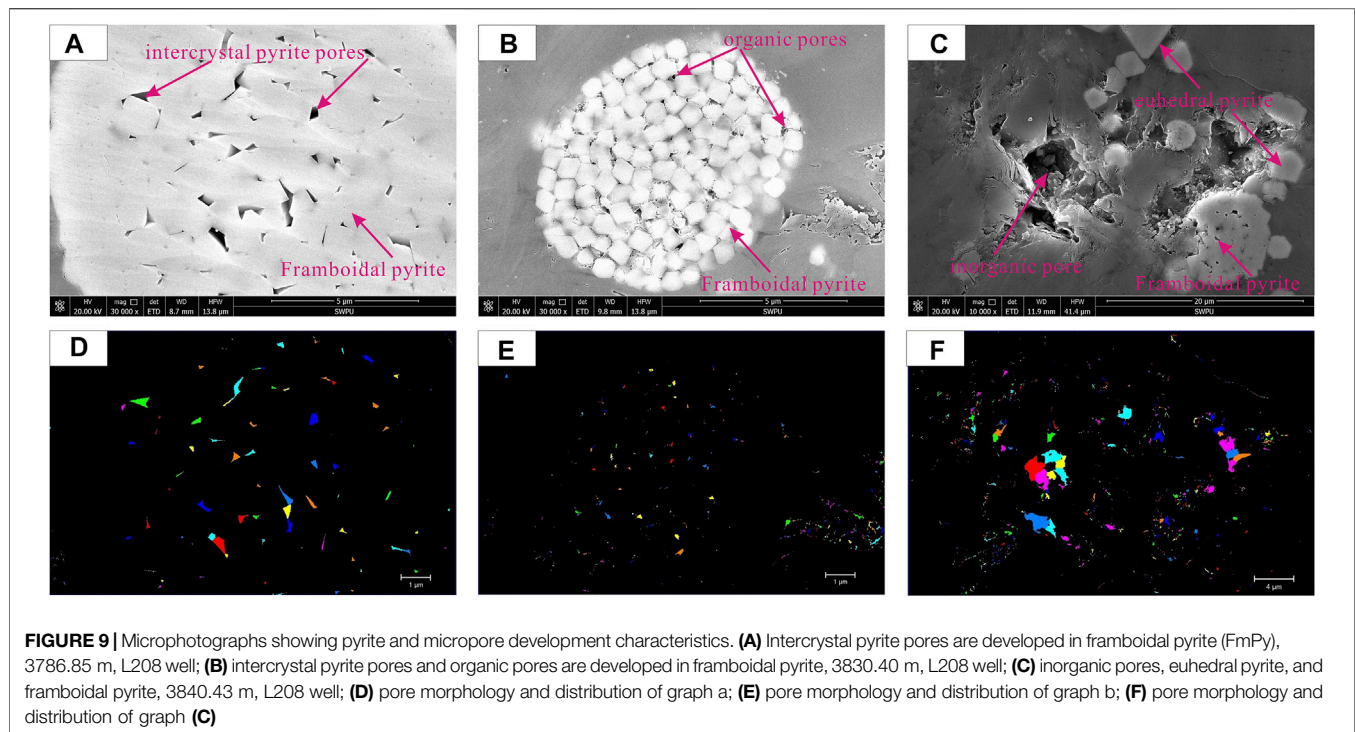 A
intercrystal pyrite pores
Framboidal pyrite
HV mag det WD HFW 5 µm
20.00 kV 30 000 x ETD 8.7 mm 13.8 µm SWPU
B
organic pores
Framboidal pyrite
HV mag det WD HFW 5 µm
20.00 kV 30 000 x ETD 9.8 mm 13.8 µm SWPU
C
euhedral pyrite
inorganic pore
Framboidal pyrite
HV mag det WD HFW 20 µm
20.00 kV 10 000 x ETD 11.9 mm 41.4 µm SWPU
D
1 µm
E
1 µm
F
4 µm
FIGURE 9 | Microphotographs showing pyrite and micropore development characteristics. (A) Intercrystal pyrite pores are developed in framboidal pyrite (FmPy),
3786.85 m, L208 well; (B) intercrystal pyrite pores and organic pores are developed in framboidal pyrite, 3830.40 m, L208 well; (C) inorganic pores, euhedral pyrite, and
framboidal pyrite, 3840.43 m, L208 well; (D) pore morphology and distribution of graph a; (E) pore morphology and distribution of graph b; (F) pore morphology and
distribution of graph (C)